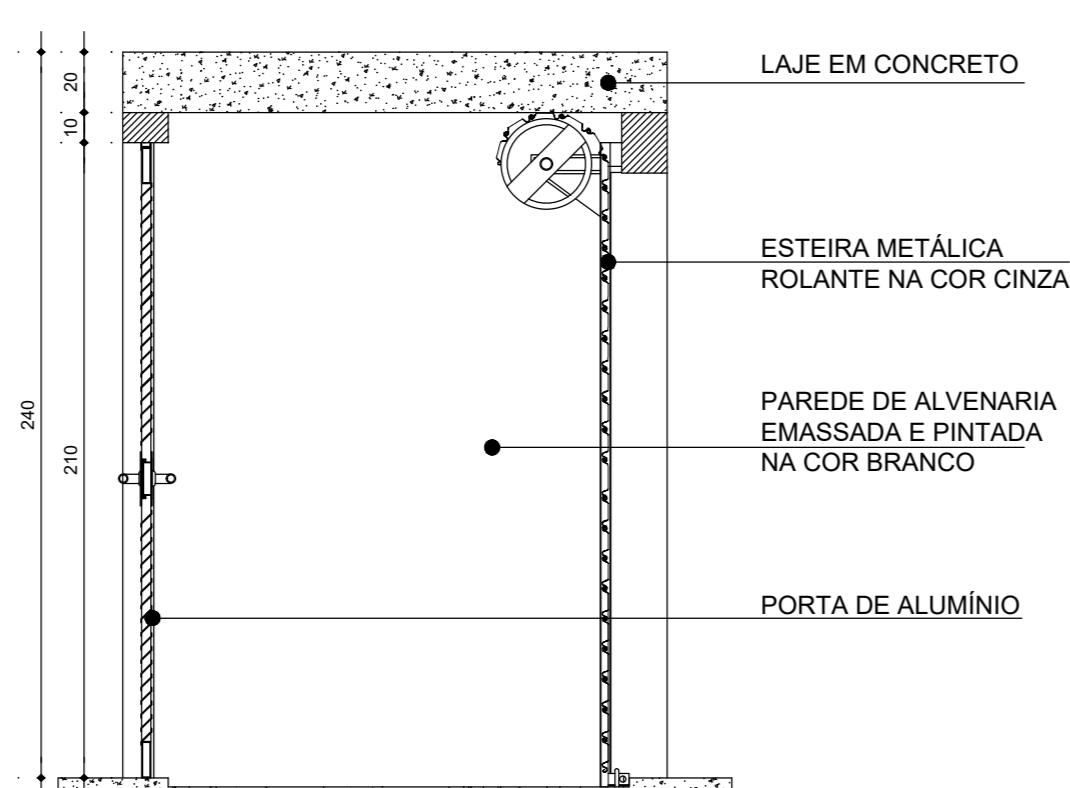 20
10
240
210
LAJE EM CONCRETO
ESTEIRA METÁLICA
ROLANTE NA COR CINZA
PAREDE DE ALVENARIA
EMASSADA E PINTADA
NA COR BRANCO
PORTA DE ALUMÍNIO